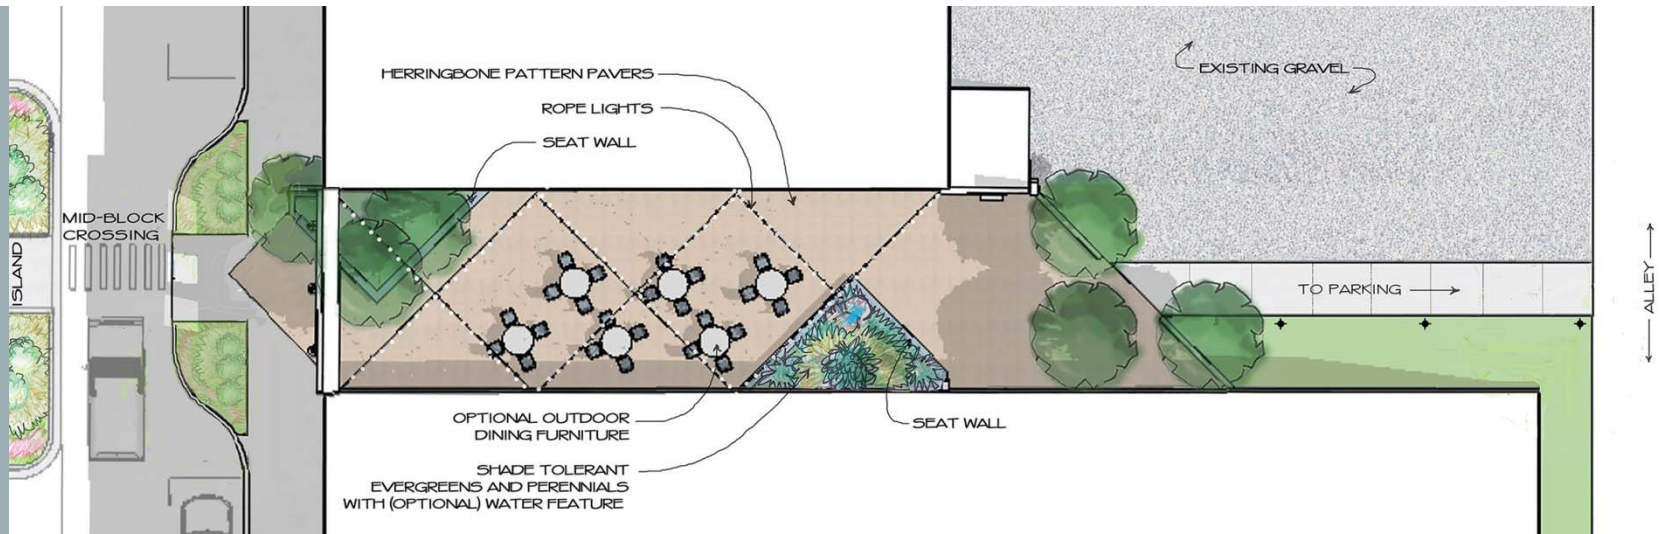 HERRINGBONE PATTERN PAVERS
ROPE LIGHTS
SEAT WALL
EXISTING GRAVEL
MID-BLOCK
CROSSING
ISLAND
TO PARKING
ALLEY
OPTIONAL OUTDOOR
DINING FURNITURE
SEAT WALL
SHADE TOLERANT
EVERGREENS AND PERENNIALS
WITH (OPTIONAL) WATER FEATURE